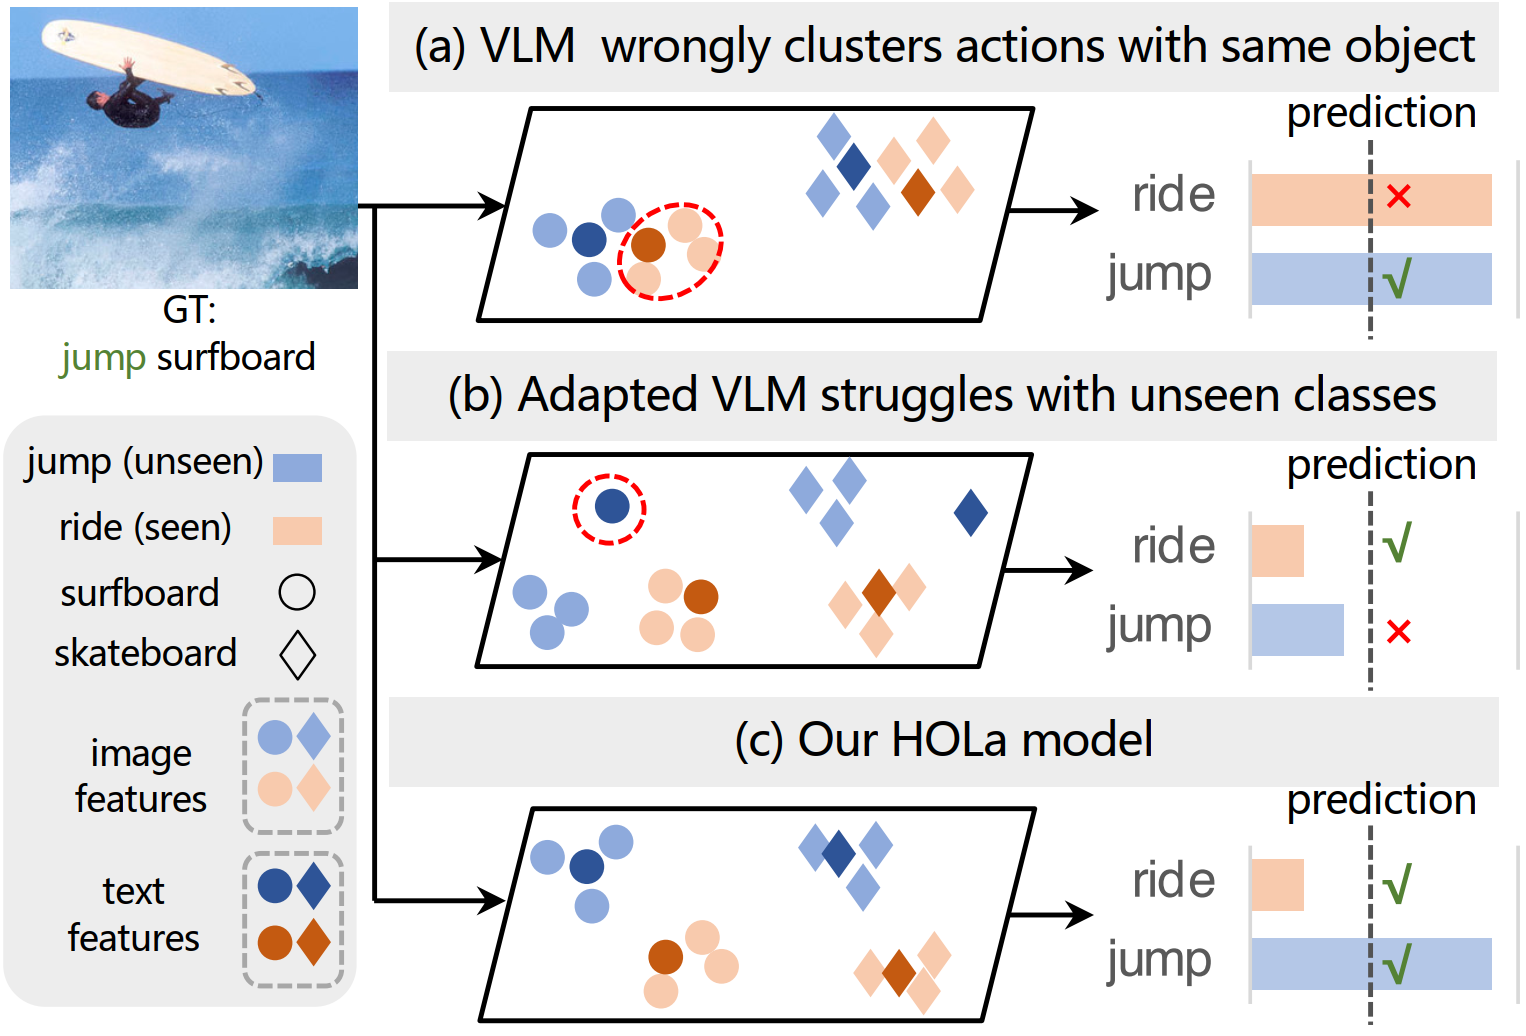 (a) VLM wrongly clusters actions with same object
prediction
ride
×
jump
√
GT:
jump surfboard
(b) Adapted VLM struggles with unseen classes
prediction
ride
√
jump
×
jump (unseen)
ride (seen)
surfboard
skateboard
image
features
text
features
(c) Our HOLa model
prediction
ride
√
jump
√